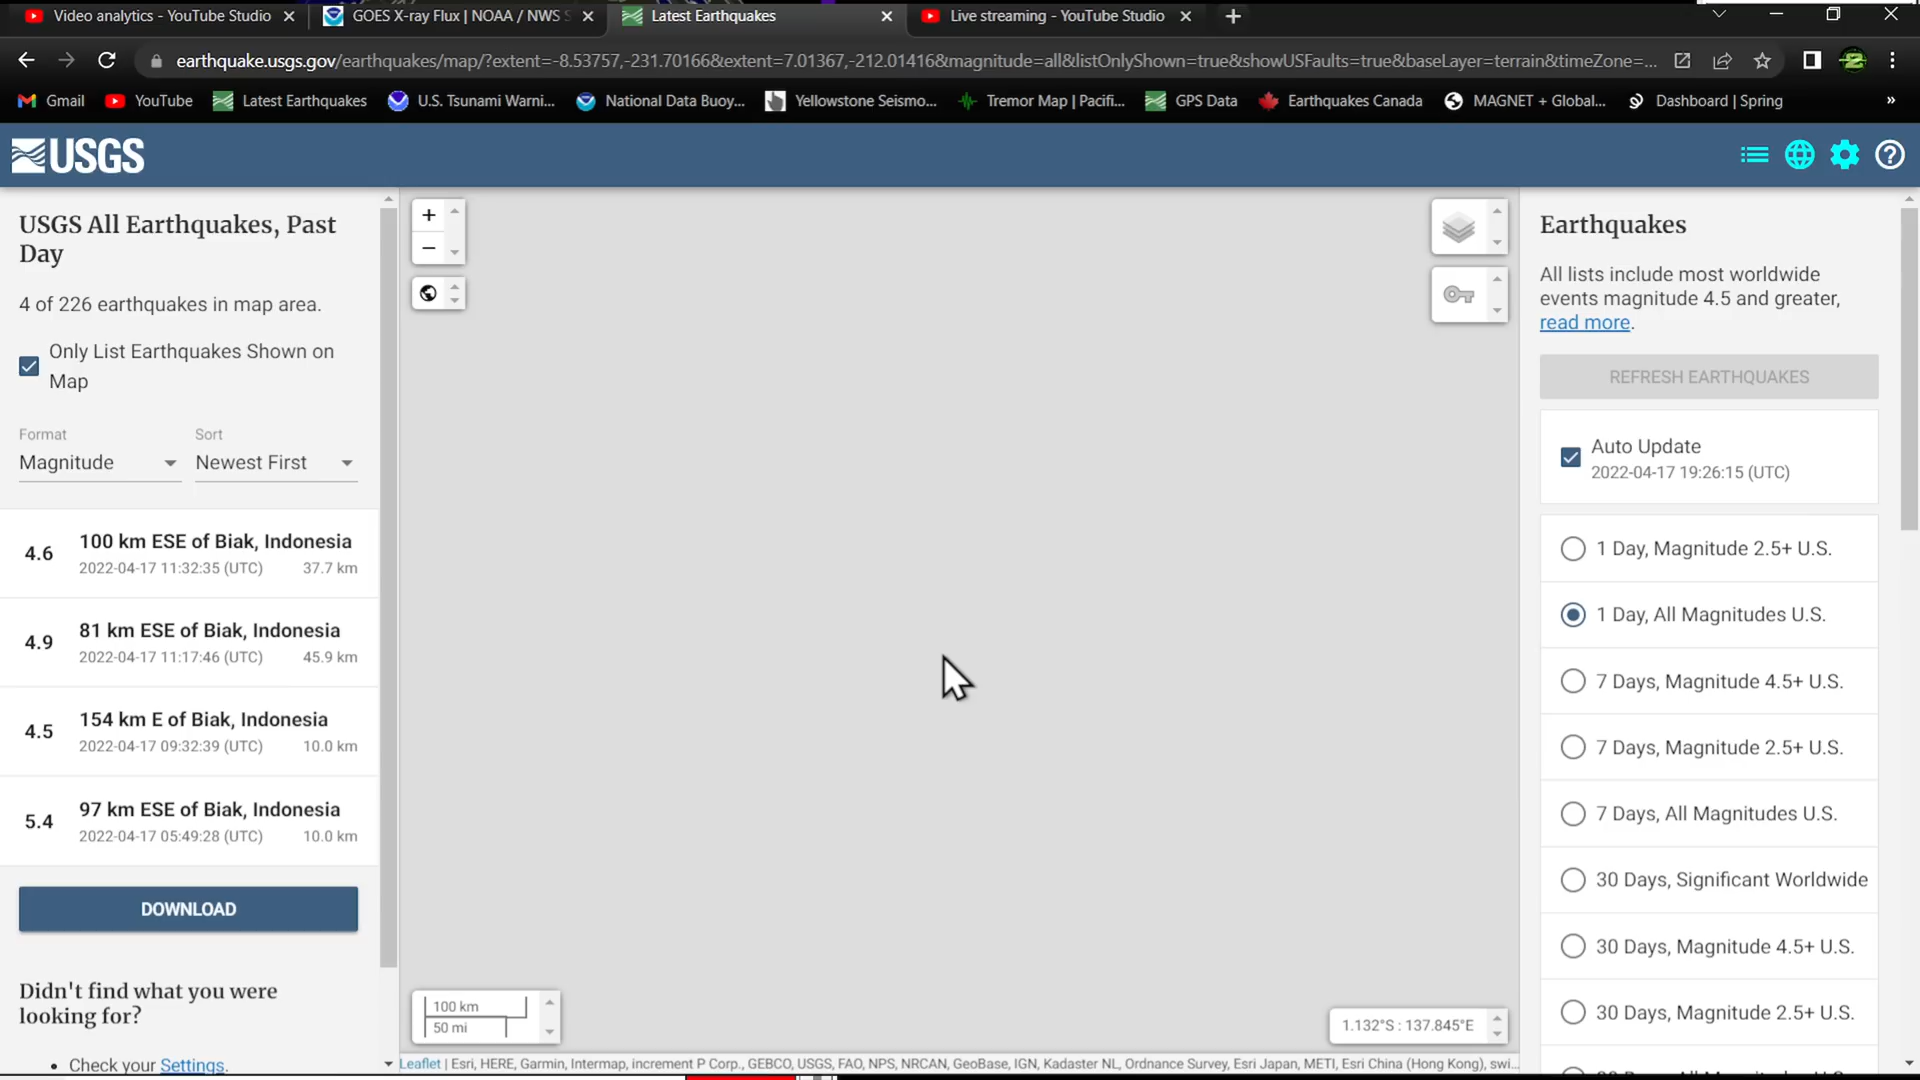 Video analytics - YouTube Studio
GOES X-ray Flux | NOAA / NWS S
Latest Earthquakes
Live streaming - YouTube Studio
earthquake.usgs.gov/earthquakes/map/?extent=-8.53757,-231.70166&extent=7.01367,-212.01416&magnitude=all&listOnlyShown=true&showUSFaults=true&baseLayer=terrain&timeZone=...
Gmail
YouTube
Latest Earthquakes
U.S. Tsunami Warni...
National Data Buoy...
Yellowstone Seismo...
Tremor Map | Pacifi...
GPS Data
Earthquakes Canada
MAGNET + Global...
Dashboard | Spring
»
USGS
USGS All Earthquakes, Past
Day
4 of 226 earthquakes in map area.
Only List Earthquakes Shown on
Map
Format
Sort
Magnitude
Newest First
4.6
100 km ESE of Biak, Indonesia
2022-04-17 11:32:35 (UTC)
37.7 km
4.9
81 km ESE of Biak, Indonesia
2022-04-17 11:17:46 (UTC)
45.9 km
4.5
154 km E of Biak, Indonesia
2022-04-17 09:32:39 (UTC)
10.0 km
5.4
97 km ESE of Biak, Indonesia
2022-04-17 05:49:28 (UTC)
10.0 km
DOWNLOAD
Didn't find what you were
looking for?
• Check your Settings.
+
−
100 km
50 mi
1.132°S : 137.845°E
Leaflet | Esri, HERE, Garmin, Intermap, increment P Corp., GEBCO, USGS, FAO, NPS, NRCAN, GeoBase, IGN, Kadaster NL, Ordnance Survey, Esri Japan, METI, Esri China (Hong Kong), swi...
Earthquakes
All lists include most worldwide
events magnitude 4.5 and greater,
read more.
REFRESH EARTHQUAKES
Auto Update
2022-04-17 19:26:15 (UTC)
1 Day, Magnitude 2.5+ U.S.
1 Day, All Magnitudes U.S.
7 Days, Magnitude 4.5+ U.S.
7 Days, Magnitude 2.5+ U.S.
7 Days, All Magnitudes U.S.
30 Days, Significant Worldwide
30 Days, Magnitude 4.5+ U.S.
30 Days, Magnitude 2.5+ U.S.